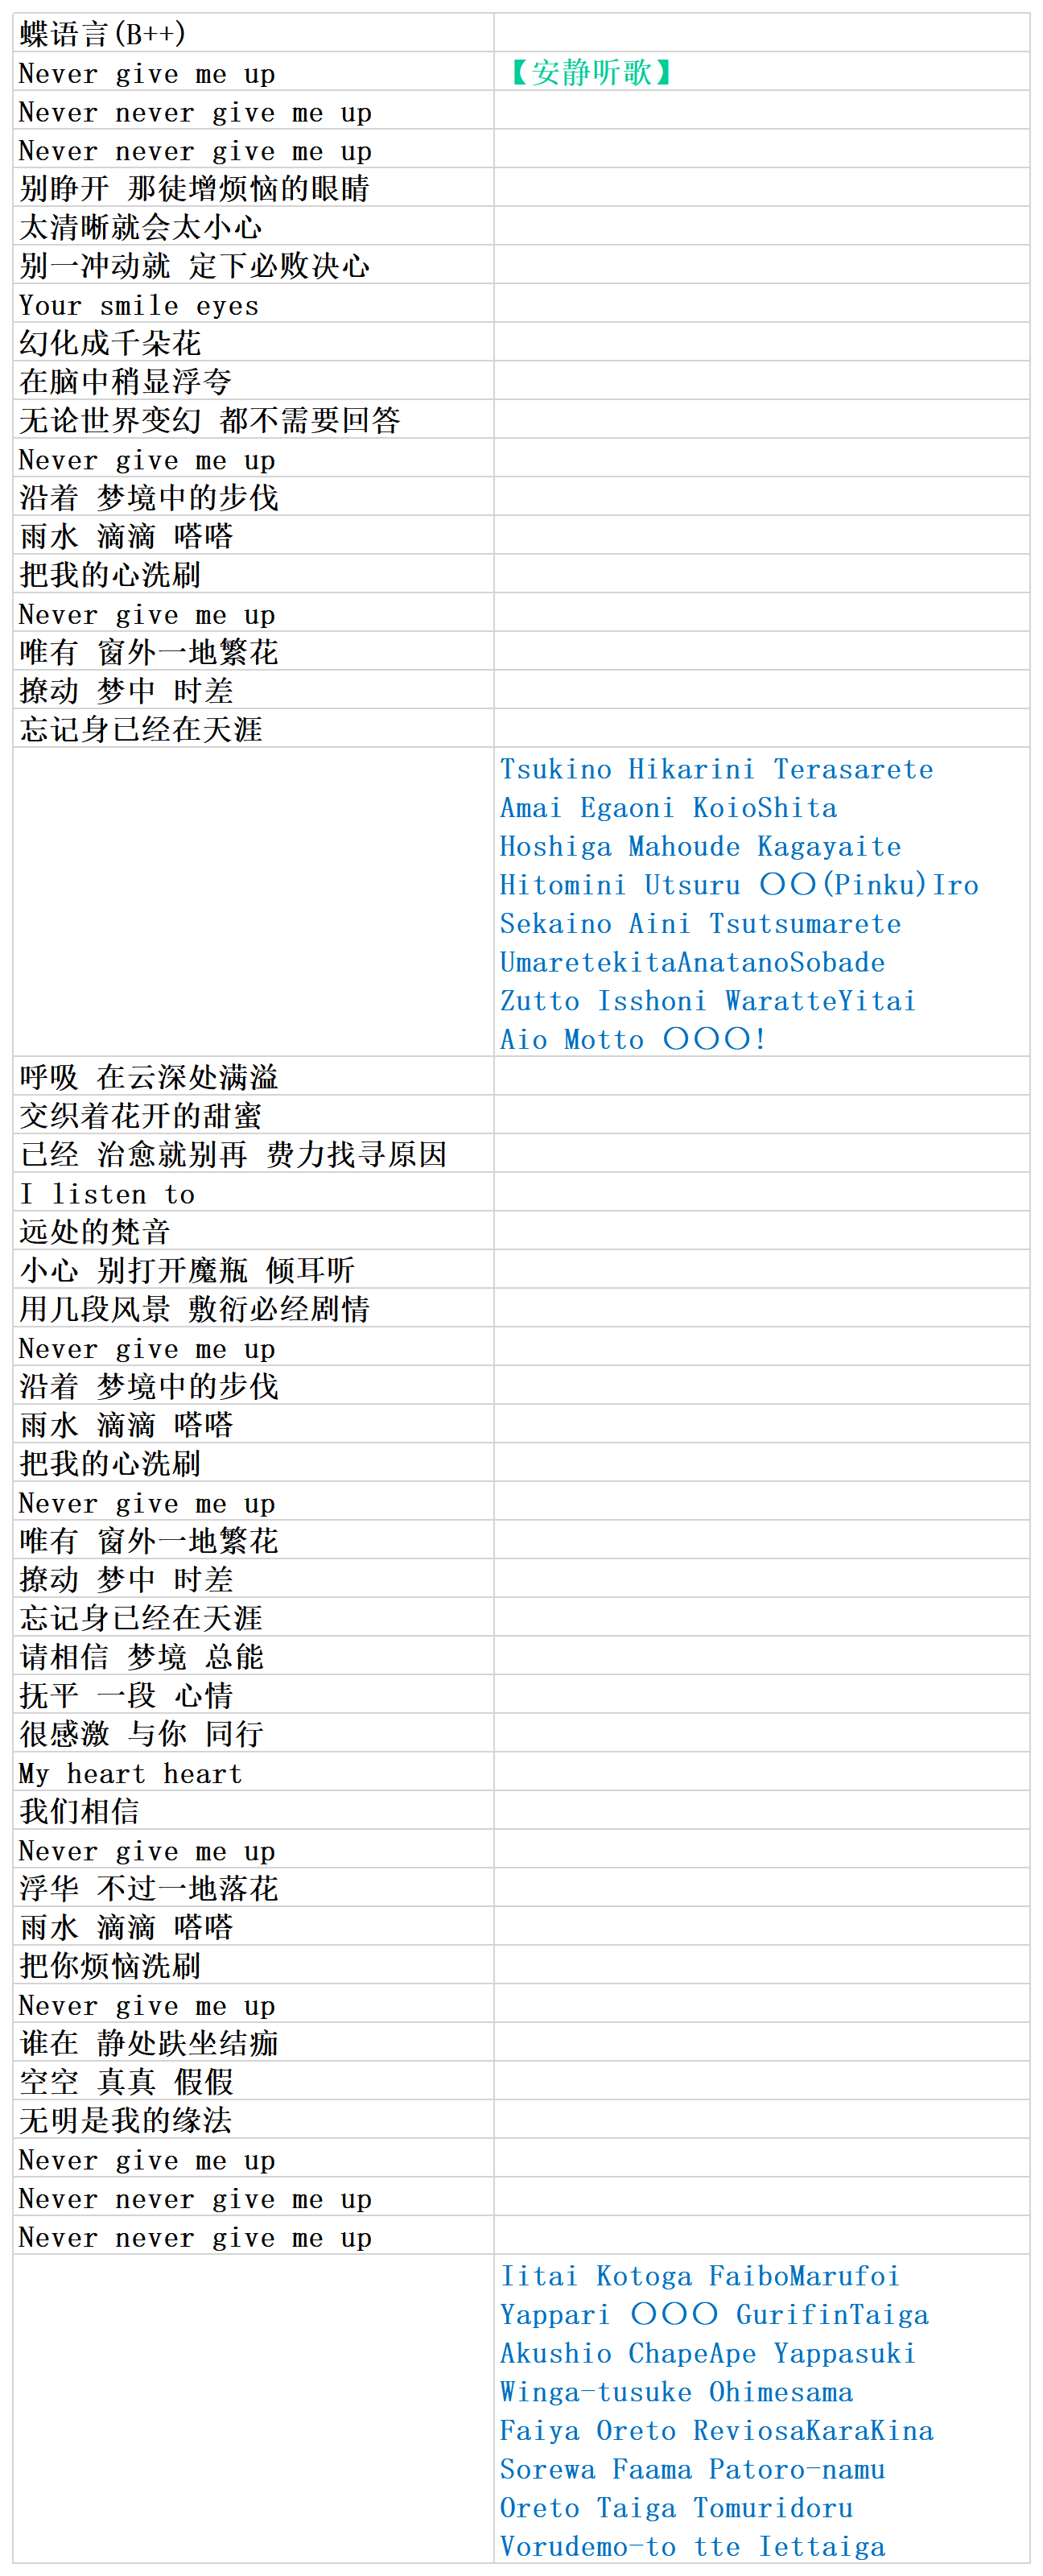 蝶语言(B++)
Never give me up 【安静听歌】
Never never give me up
Never never give me up
别睁开 那徒增烦恼的眼睛
太清晰就会太小心
别一冲动就 定下必败决心
Your smile eyes
幻化成千朵花
在脑中稍显浮夸
无论世界变幻 都不需要回答
Never give me up
沿着 梦境中的步伐
雨水 滴滴 嗒嗒
把我的心洗刷
Never give me up
唯有 窗外一地繁花
撩动 梦中 时差
忘记身已经在天涯
Tsukino Hikarini Terasarete
Amai Egaoni KoioShita
Hoshiga Mahoude Kagayaite
Hitomini Utsuru 〇〇(Pinku)Iro
Sekaino Aini Tsutsumarete
UmaretekitaAnatanoSobade
Zutto Isshoni WaratteYitai
Aio Motto 〇〇〇!
呼吸 在云深处满溢
交织着花开的甜蜜
已经 治愈就别再 费力找寻原因
I listen to
远处的梵音
小心 别打开魔瓶 倾耳听
用几段风景 敷衍必经剧情
Never give me up
沿着 梦境中的步伐
雨水 滴滴 嗒嗒
把我的心洗刷
Never give me up
唯有 窗外一地繁花
撩动 梦中 时差
忘记身已经在天涯
请相信 梦境 总能
抚平 一段 心情
很感激 与你 同行
My heart heart
我们相信
Never give me up
浮华 不过一地落花
雨水 滴滴 嗒嗒
把你烦恼洗刷
Never give me up
谁在 静处趺坐结痂
空空 真真 假假
无明是我的缘法
Never give me up
Never never give me up
Never never give me up
Iitai Kotoga FaiboMarufoi
Yappari 〇〇〇 GurifinTaiga
Akushio ChapeApe Yappasuki
Winga-tusuke Ohimesama
Faiya Oreto ReviosaKaraKina
Sorewa Faama Patoro-namu
Oreto Taiga Tomuridoru
Vorudemo-to tte Iettaiga